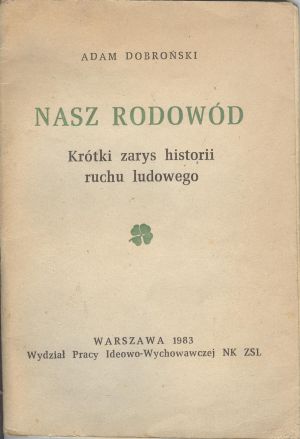 ADAM DOBROŃSKI
NASZ RODOWÓD
Krótki zarys historii
ruchu ludowego
WARSZAWA 1983
Wydział Pracy Ideowo-Wychowawczej NK ZSL